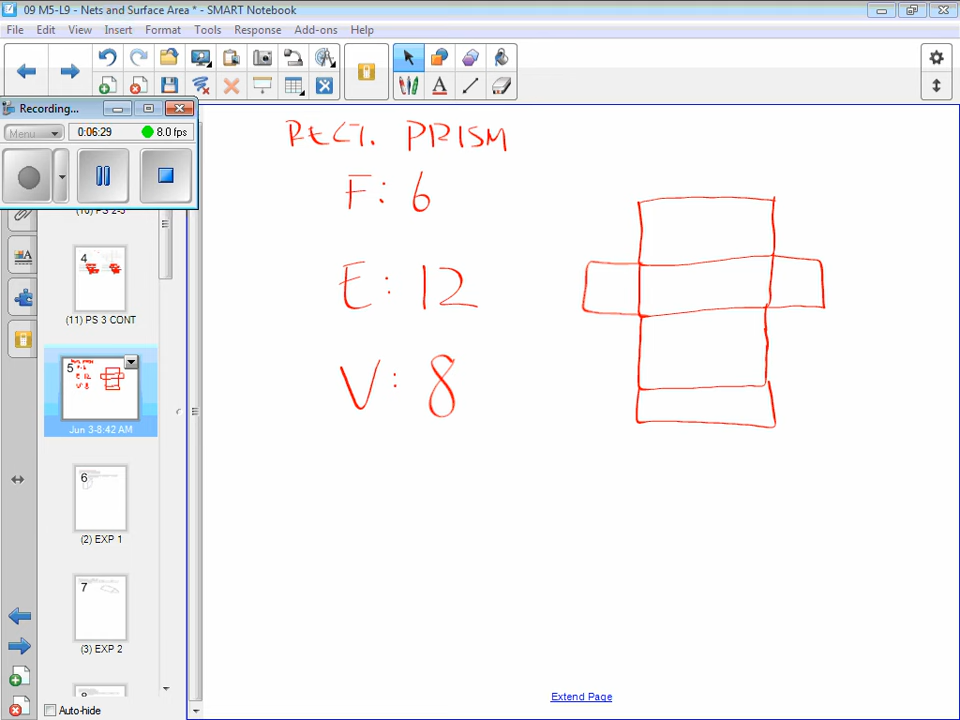 09 M5-L9 - Nets and Surface Area * - SMART Notebook
File Edit View Insert Format Tools Response Add-ons Help
Recording...
Menu 0:06:29 8.0 fps
RECT. PRISM
F: 6
E: 12
V: 8
4
(11) PS 3 CONT
5
Jun 3-8:42 AM
6
(2) EXP 1
7
(3) EXP 2
Auto-hide
Extend Page